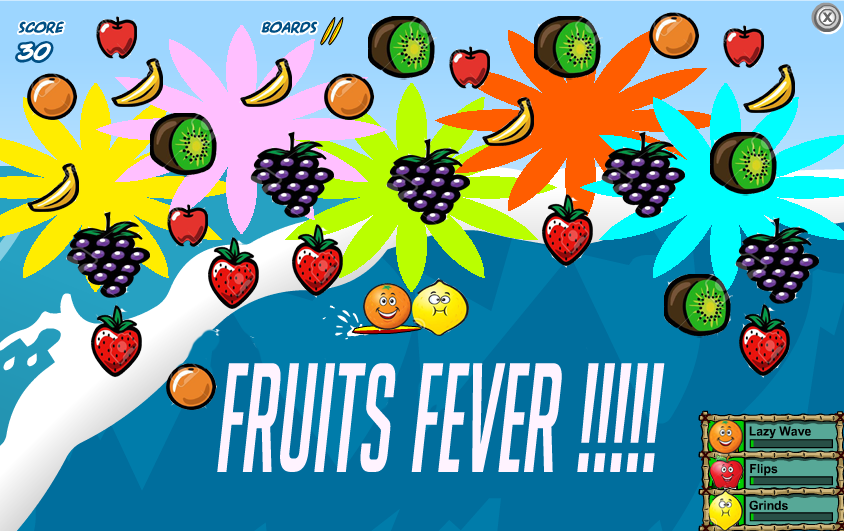 SCORE
30
BOARDS
FRUITS FEVER !!!!!
Lazy Wave
Flips
Grinds